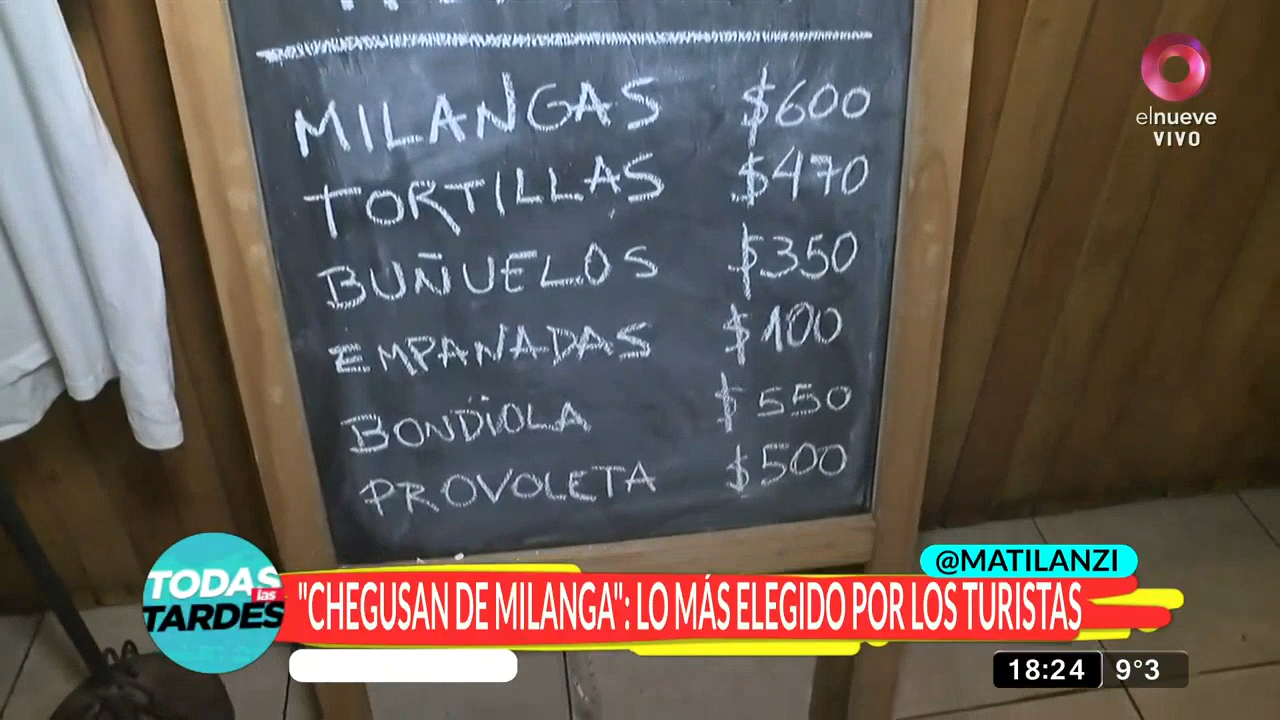 elnueve
VIVO
MILANGAS $600
TORTILLAS $470
BUÑUELOS $350
EMPANADAS $100
BONDIOLA $550
PROVOLETA $500
@MATILANZI
TODAS
las
TARDES
"CHEGUSAN DE MILANGA": LO MÁS ELEGIDO POR LOS TURISTAS
18:24 9°3